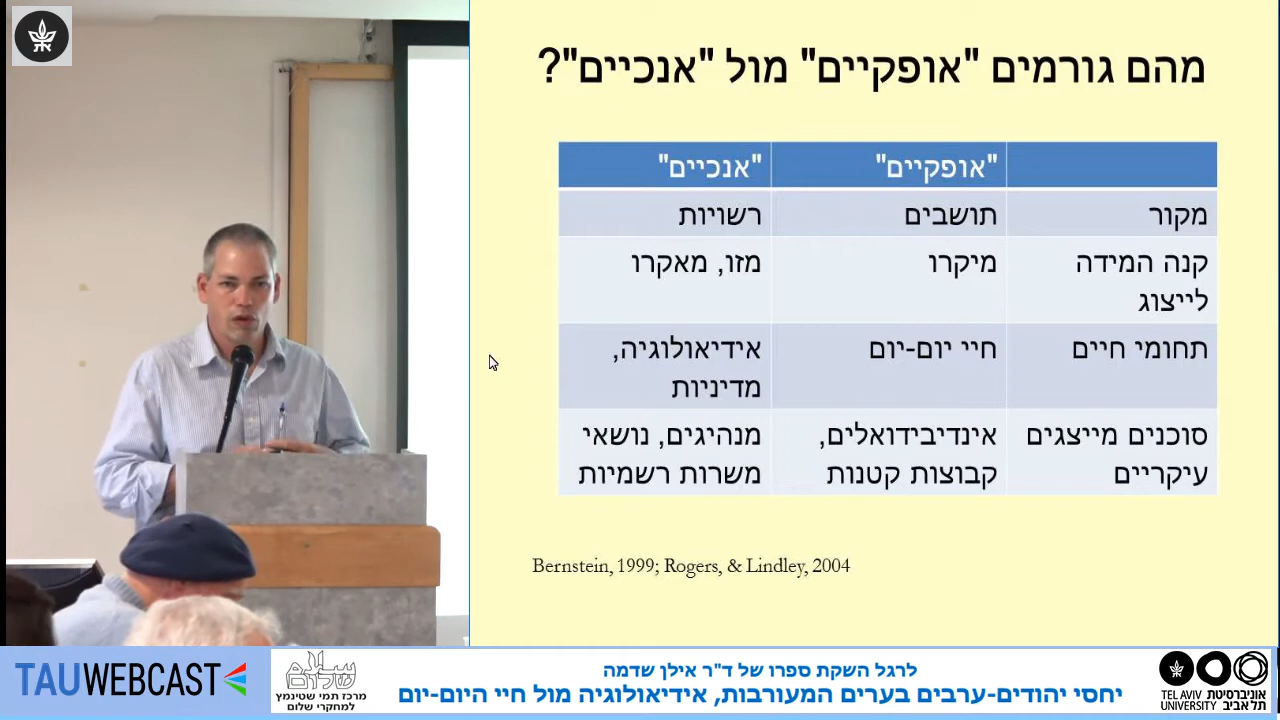 מהם גורמים "אופקיים" מול "אנכיים"?
"אופקיים" "אנכיים"
מקור תושבים רשויות
קנה המידה לייצוג מיקרו מזו, מאקרו
תחומי חיים חיי יום-יום אידיאולוגיה, מדיניות
סוכנים מייצגים עיקריים אינדיבידואלים, קבוצות קטנות מנהיגים, נושאי משרות רשמיות
Bernstein, 1999; Rogers, & Lindley, 2004
TAUWEBCAST
שלום
מרכז תמי שטינמץ
למחקרי שלום
לרגל השקת ספרו של ד"ר אילן שדמה
יחסי יהודים-ערבים בערים המעורבות, אידיאולוגיה מול חיי היום-יום
TEL AVIV UNIVERSITY
אוניברסיטת תל אביב